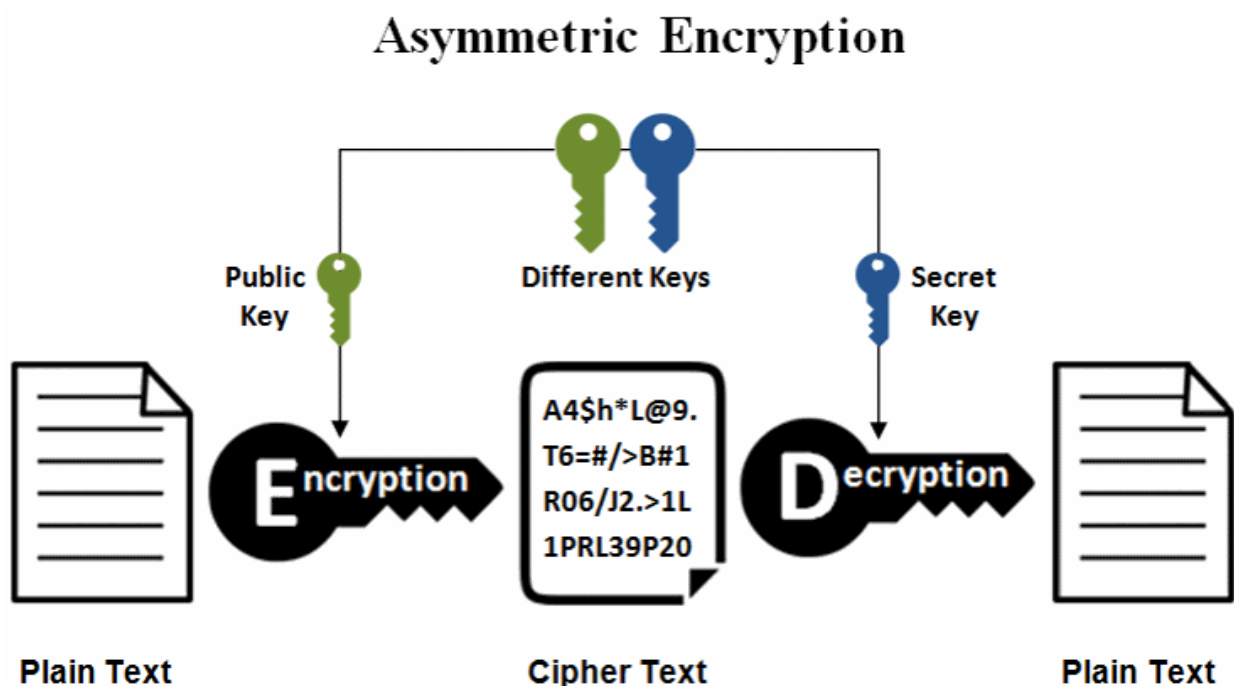 Asymmetric Encryption
Public
Key
Different Keys
Secret
Key
Encryption
A4$h*L@9.
T6=#/>B#1
R06/J2.>1L
1PRL39P20
Decryption
Plain Text
Cipher Text
Plain Text